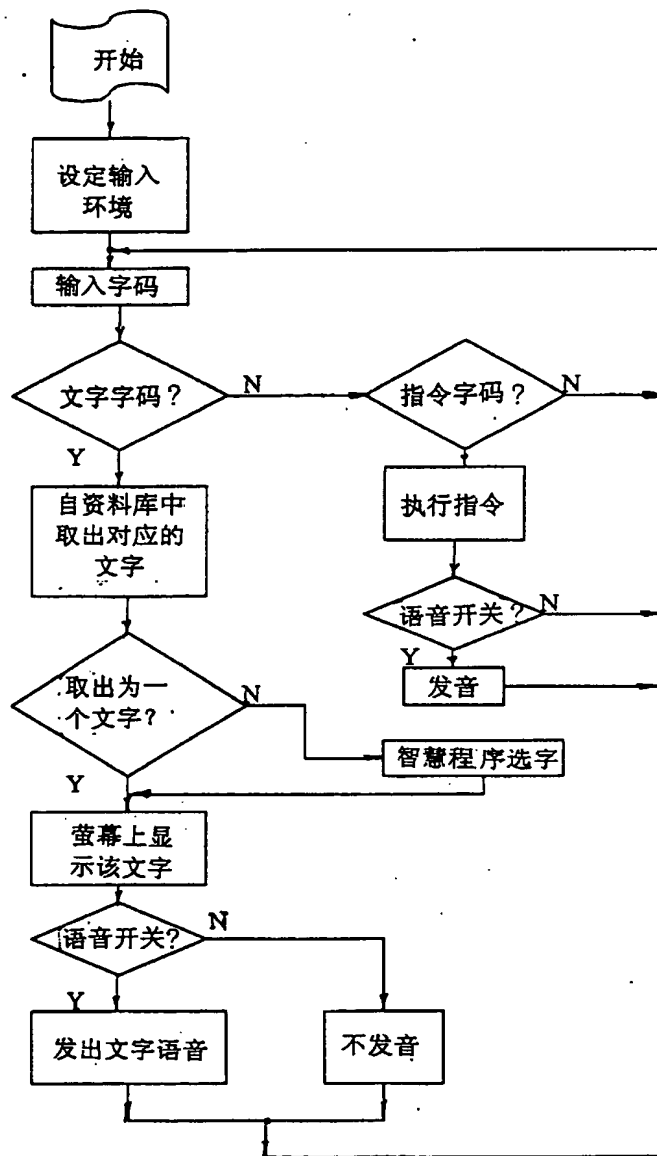 开始
设定输入
环境
输入字码
文字字码？
N
指令字码？
N
Y
自资料库中
取出对应的
文字
执行指令
语音开关？
N
Y
发音
取出为一
个文字？
N
智慧程序选字
Y
萤幕上显
示该文字
语音开关？
N
Y
发出文字语音
不发音